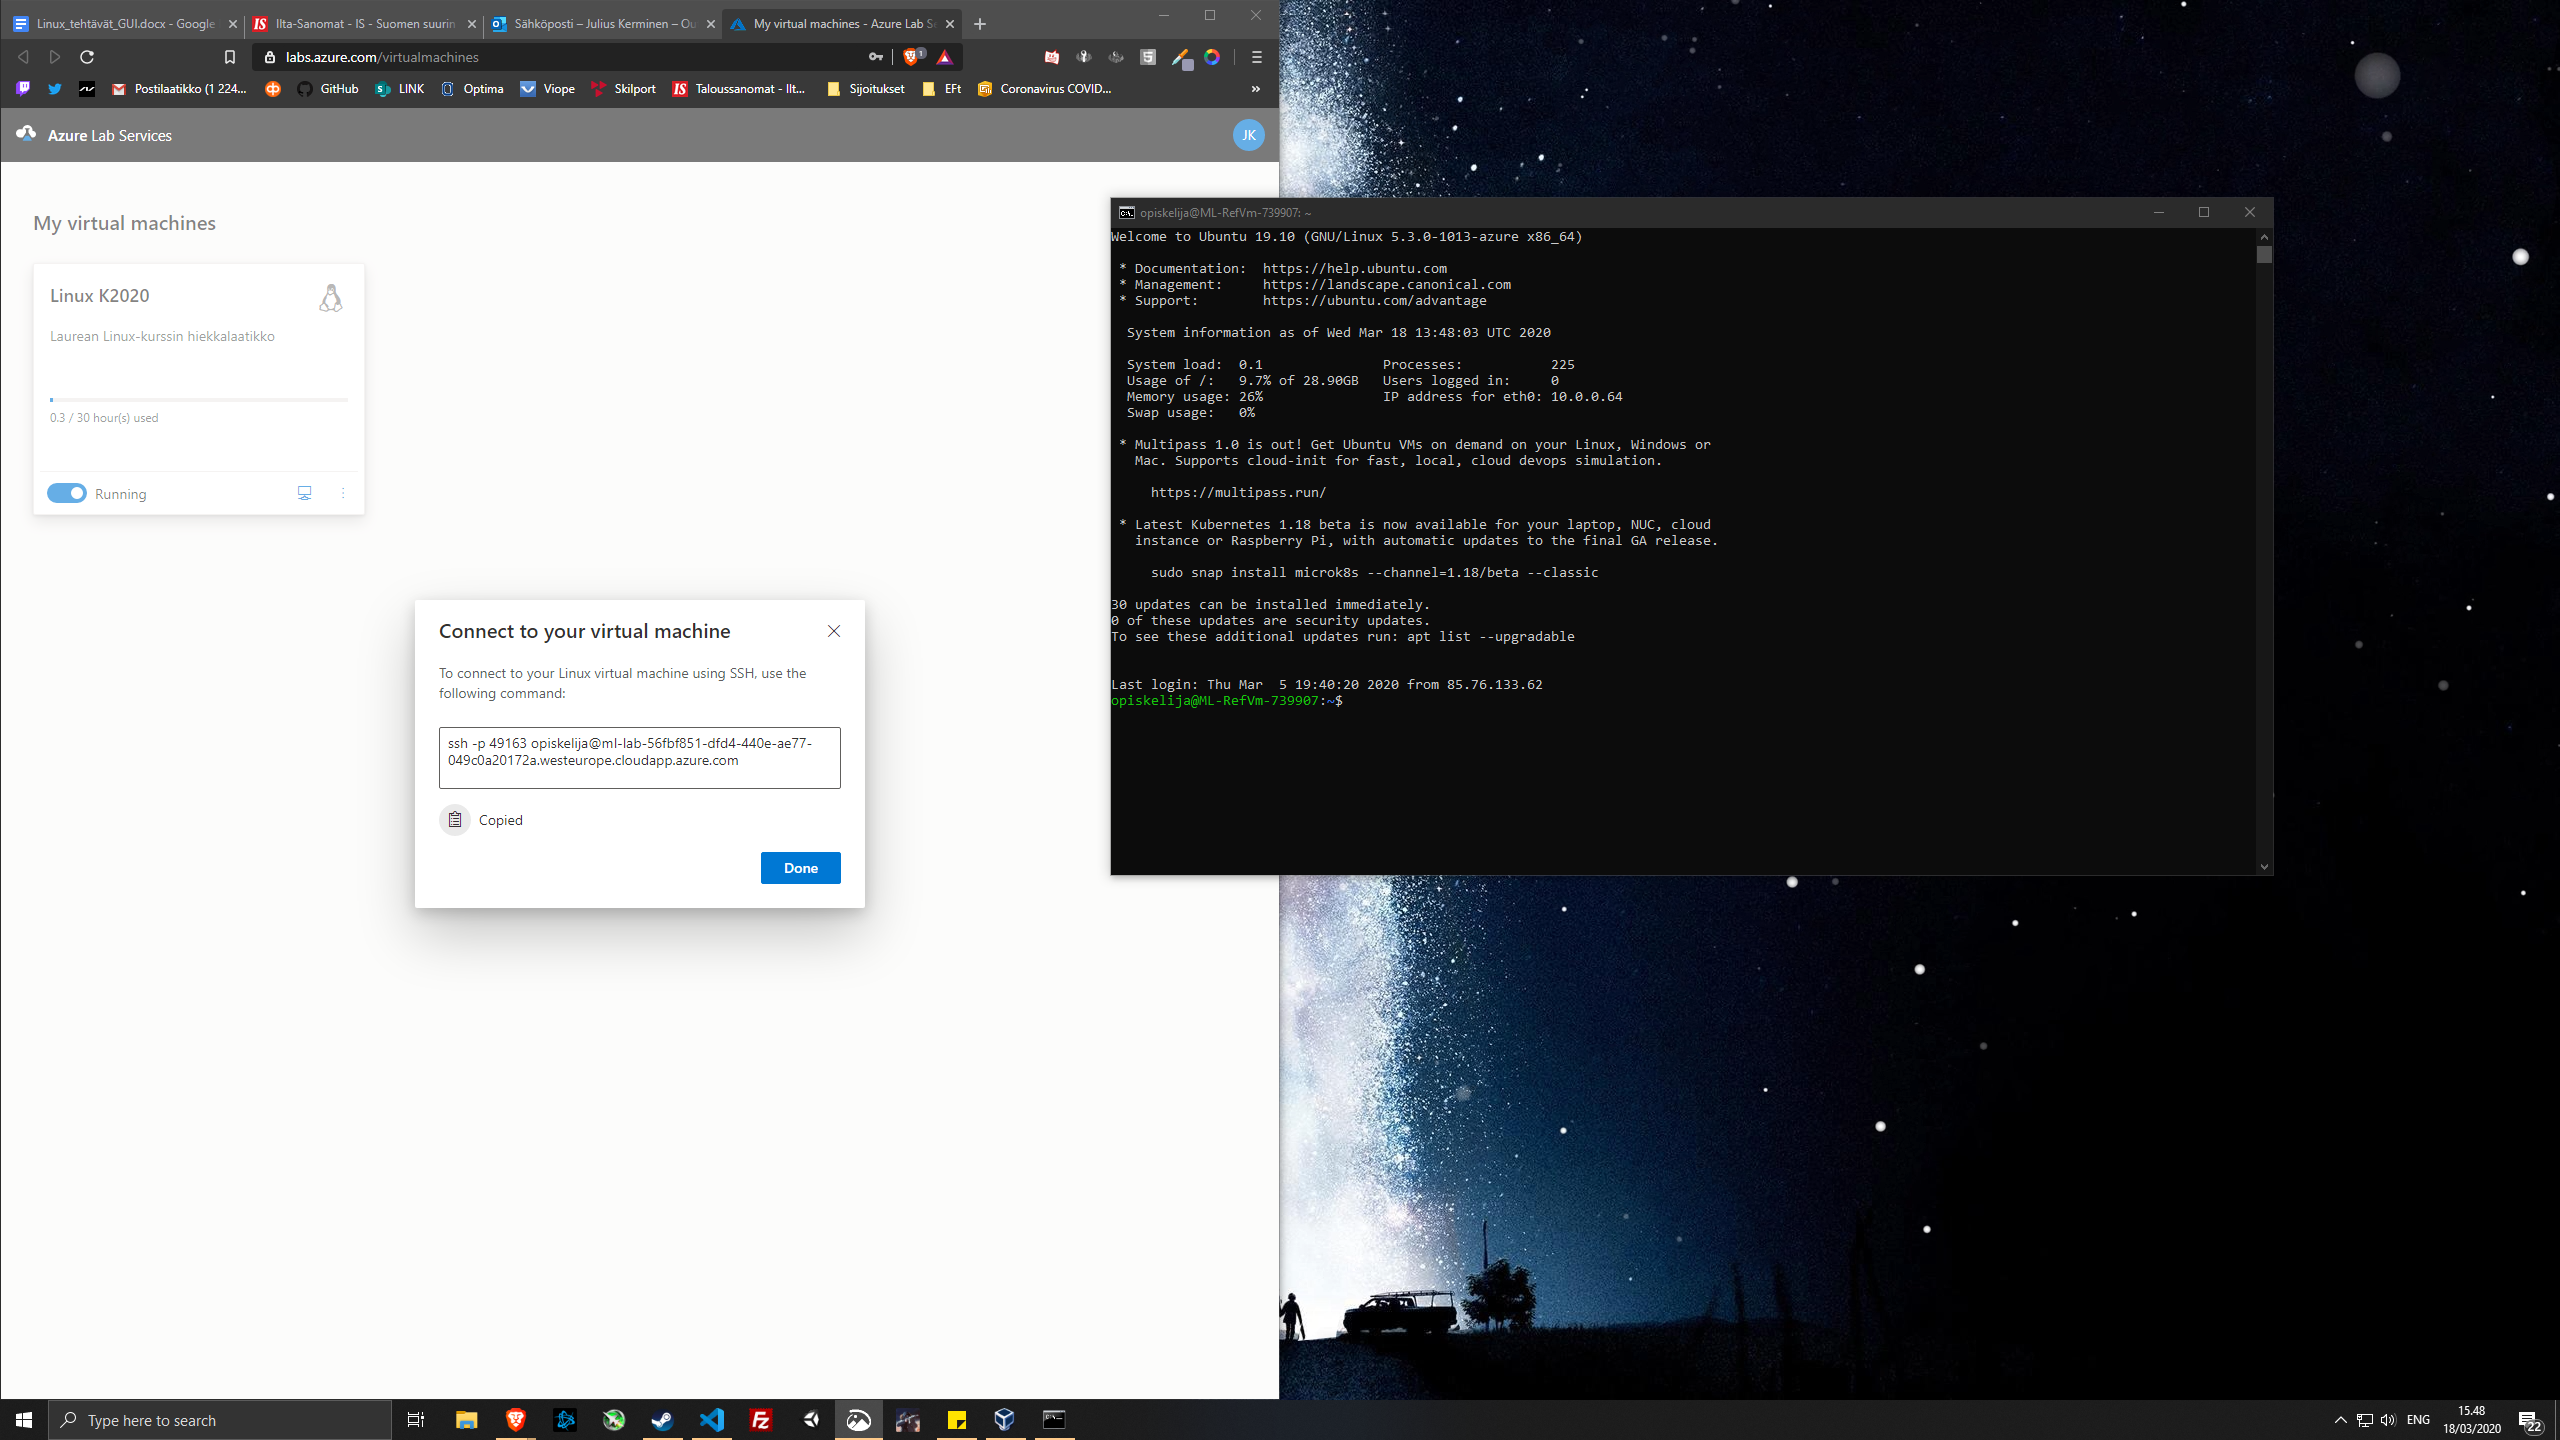 Linux_tehtävät_GUI.docx - Google
Ilta-Sanomat - IS - Suomen suurin
Sähköposti – Julius Kerminen – Ou
My virtual machines - Azure Lab Se
labs.azure.com/virtualmachines
Postilaatikko (1 224...
GitHub
LINK
Optima
Viope
Skilport
IS Taloussanomat - Ilt...
Sijoitukset
EFt
Coronavirus COVID...
Azure Lab Services
JK
My virtual machines
Linux K2020
Laurean Linux-kurssin hiekkalaatikko
0.3 / 30 hour(s) used
Running
Connect to your virtual machine
To connect to your Linux virtual machine using SSH, use the
following command:
ssh -p 49163 opiskelija@ml-lab-56fbf851-dfd4-440e-ae77-
049c0a20172a.westeurope.cloudapp.azure.com
Copied
Done
opiskelija@ML-RefVm-739907: ~
Welcome to Ubuntu 19.10 (GNU/Linux 5.3.0-1013-azure x86_64)
* Documentation:  https://help.ubuntu.com
* Management:     https://landscape.canonical.com
* Support:        https://ubuntu.com/advantage
System information as of Wed Mar 18 13:48:03 UTC 2020
System load:  0.1               Processes:           225
Usage of /:   9.7% of 28.90GB   Users logged in:     0
Memory usage: 26%               IP address for eth0: 10.0.0.64
Swap usage:   0%
* Multipass 1.0 is out! Get Ubuntu VMs on demand on your Linux, Windows or
Mac. Supports cloud-init for fast, local, cloud devops simulation.
https://multipass.run/
* Latest Kubernetes 1.18 beta is now available for your laptop, NUC, cloud
instance or Raspberry Pi, with automatic updates to the final GA release.
sudo snap install microk8s --channel=1.18/beta --classic
30 updates can be installed immediately.
0 of these updates are security updates.
To see these additional updates run: apt list --upgradable
Last login: Thu Mar  5 19:40:20 2020 from 85.76.133.62
opiskelija@ML-RefVm-739907:~$
Type here to search
ENG
15.48
18/03/2020
22